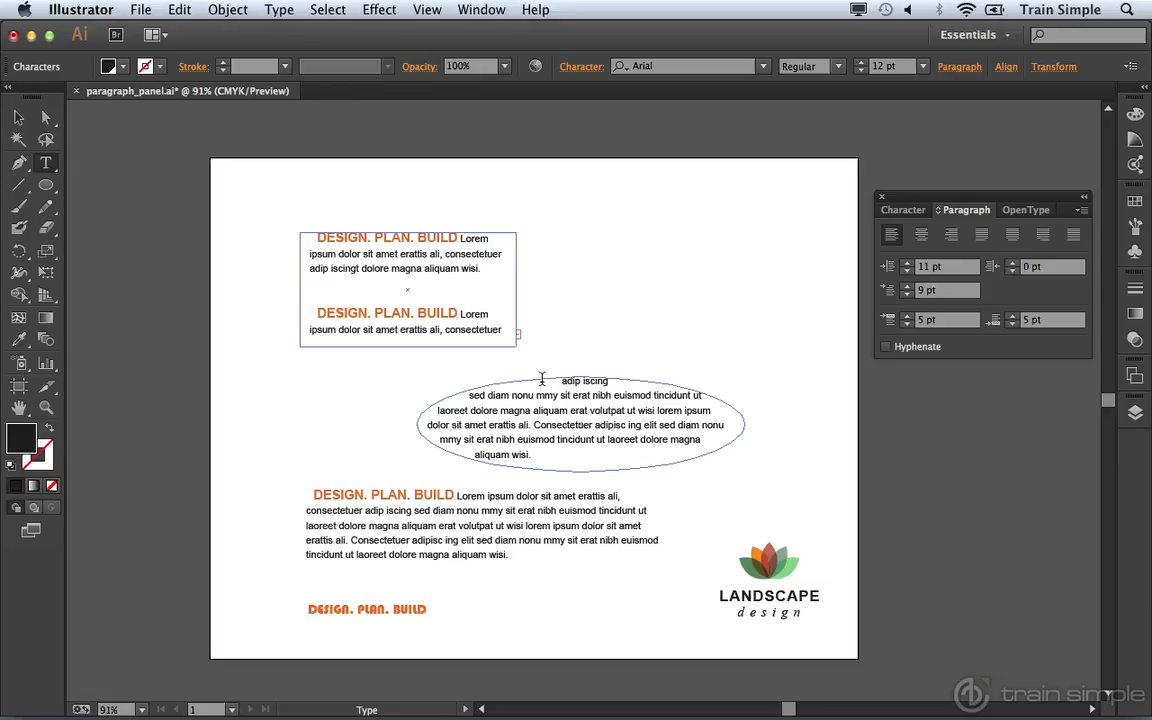 Illustrator File Edit Object Type Select Effect View Window Help Train Simple
Ai Br Essentials
Characters Stroke: Opacity: 100% Character: Arial Regular 12 pt Paragraph Align Transform
× paragraph_panel.ai* @ 91% (CMYK/Preview)
Character Paragraph OpenType
11 pt 0 pt
9 pt
5 pt 5 pt
Hyphenate
DESIGN. PLAN. BUILD Lorem
ipsum dolor sit amet erattis ali, consectetuer
adip iscingt dolore magna aliquam wisi.
DESIGN. PLAN. BUILD Lorem
ipsum dolor sit amet erattis ali, consectetuer
adip iscing
sed diam nonu mmy sit erat nibh euismod tincidunt ut
laoreet dolore magna aliquam erat volutpat ut wisi lorem ipsum
dolor sit amet erattis ali. Consectetuer adipisc ing elit sed diam nonu
mmy sit erat nibh euismod tincidunt ut laoreet dolore magna
aliquam wisi.
DESIGN. PLAN. BUILD Lorem ipsum dolor sit amet erattis ali,
consectetuer adip iscing sed diam nonu mmy sit erat nibh euismod tincidunt ut
laoreet dolore magna aliquam erat volutpat ut wisi lorem ipsum dolor sit amet
erattis ali. Consectetuer adipisc ing elit sed diam nonu mmy sit erat nibh euismod
tincidunt ut laoreet dolore magna aliquam wisi.
DESIGN. PLAN. BUILD
LANDSCAPE
design
91% 1 Type
train simple